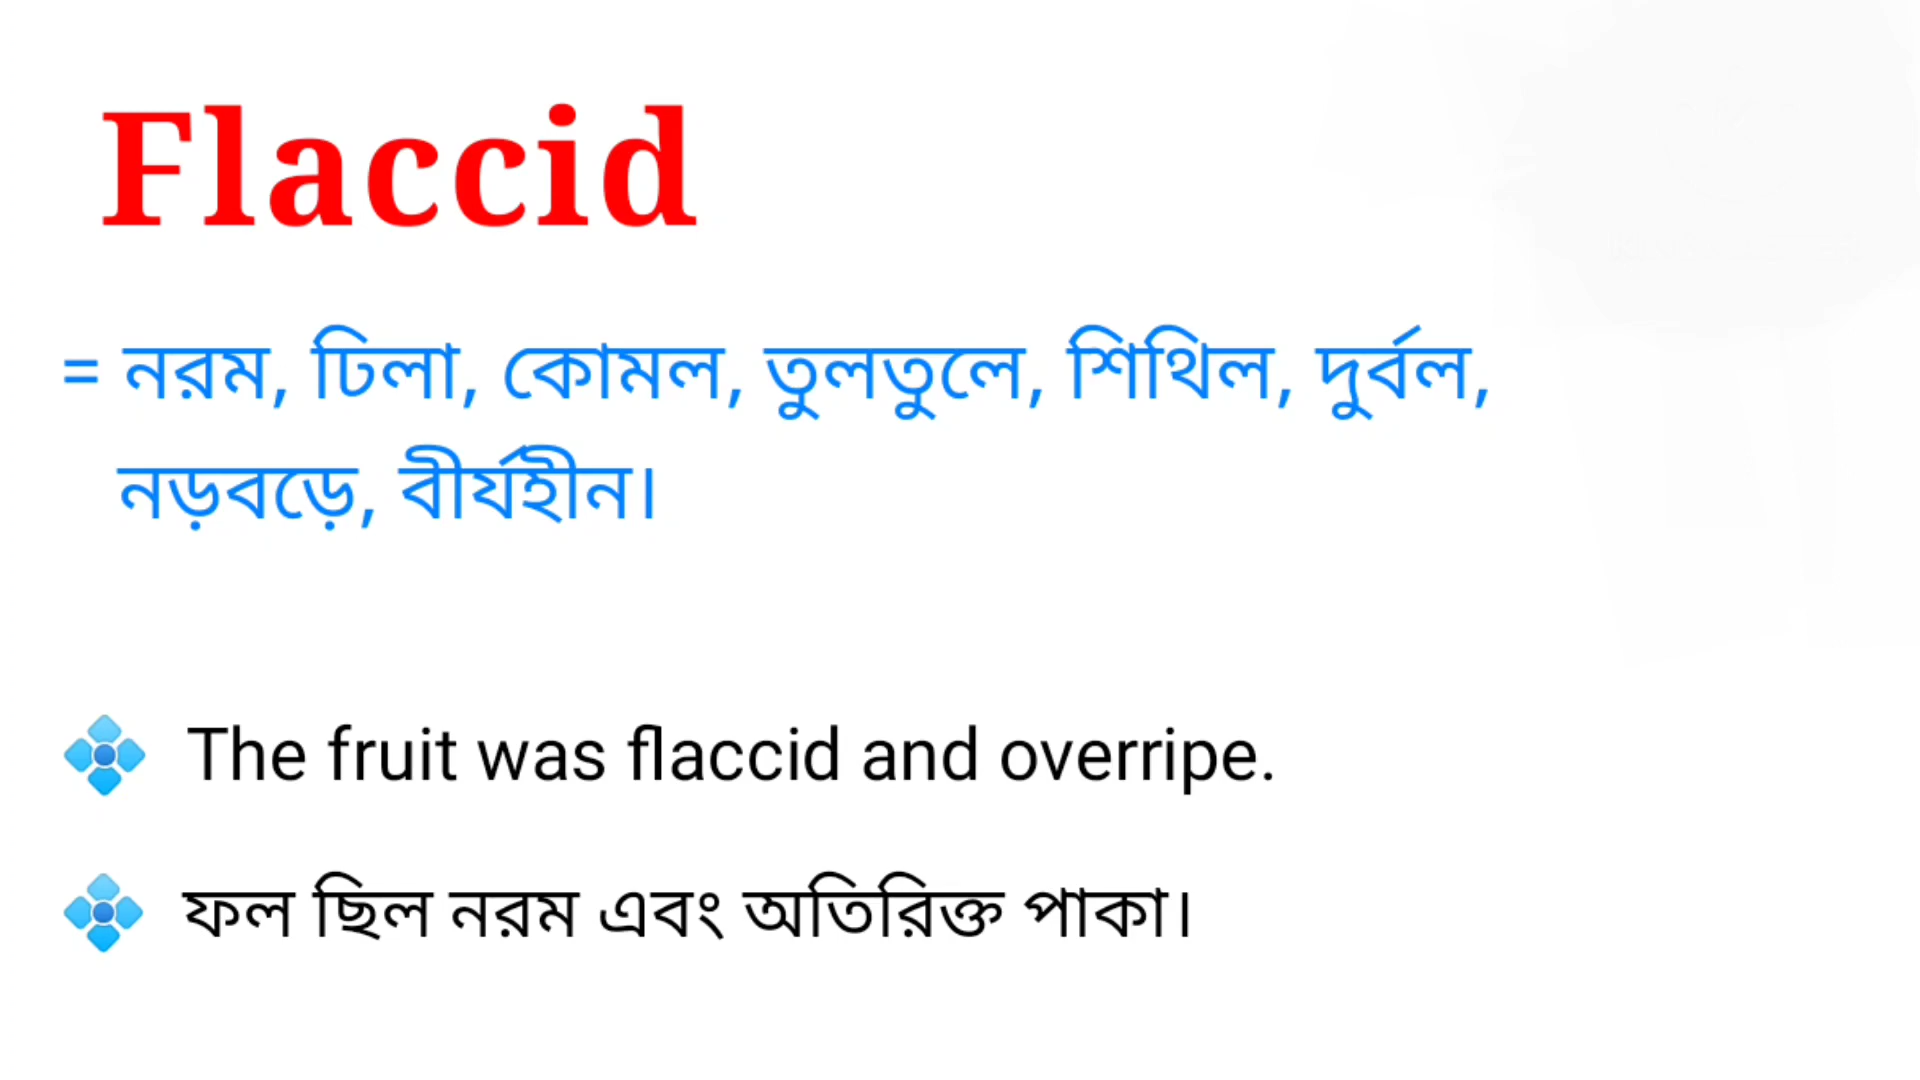 Flaccid
= নরম, ঢিলা, কোমল, তুলতুলে, শিথিল, দুর্বল,
নড়বড়ে, বীর্যহীন।
The fruit was flaccid and overripe.
ফল ছিল নরম এবং অতিরিক্ত পাকা।